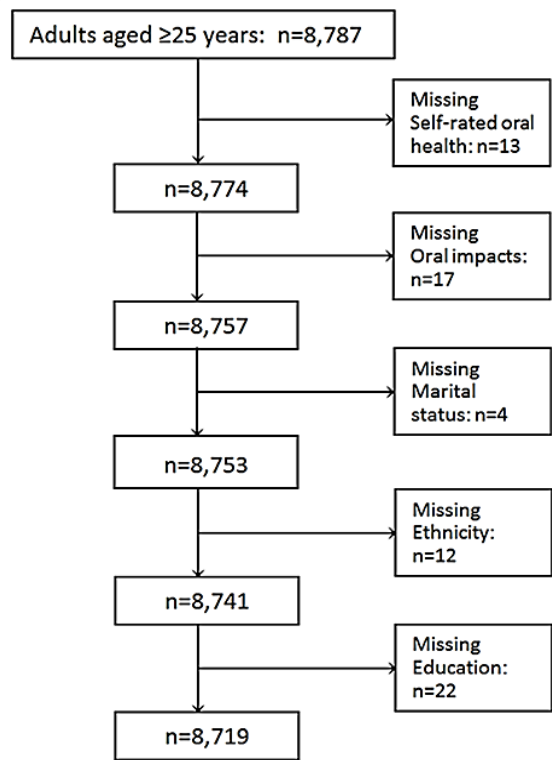 Adults aged ≥25 years: n=8,787
Missing
Self-rated oral
health: n=13
n=8,774
Missing
Oral impacts:
n=17
n=8,757
Missing
Marital
status: n=4
n=8,753
Missing
Ethnicity:
n=12
n=8,741
Missing
Education:
n=22
n=8,719